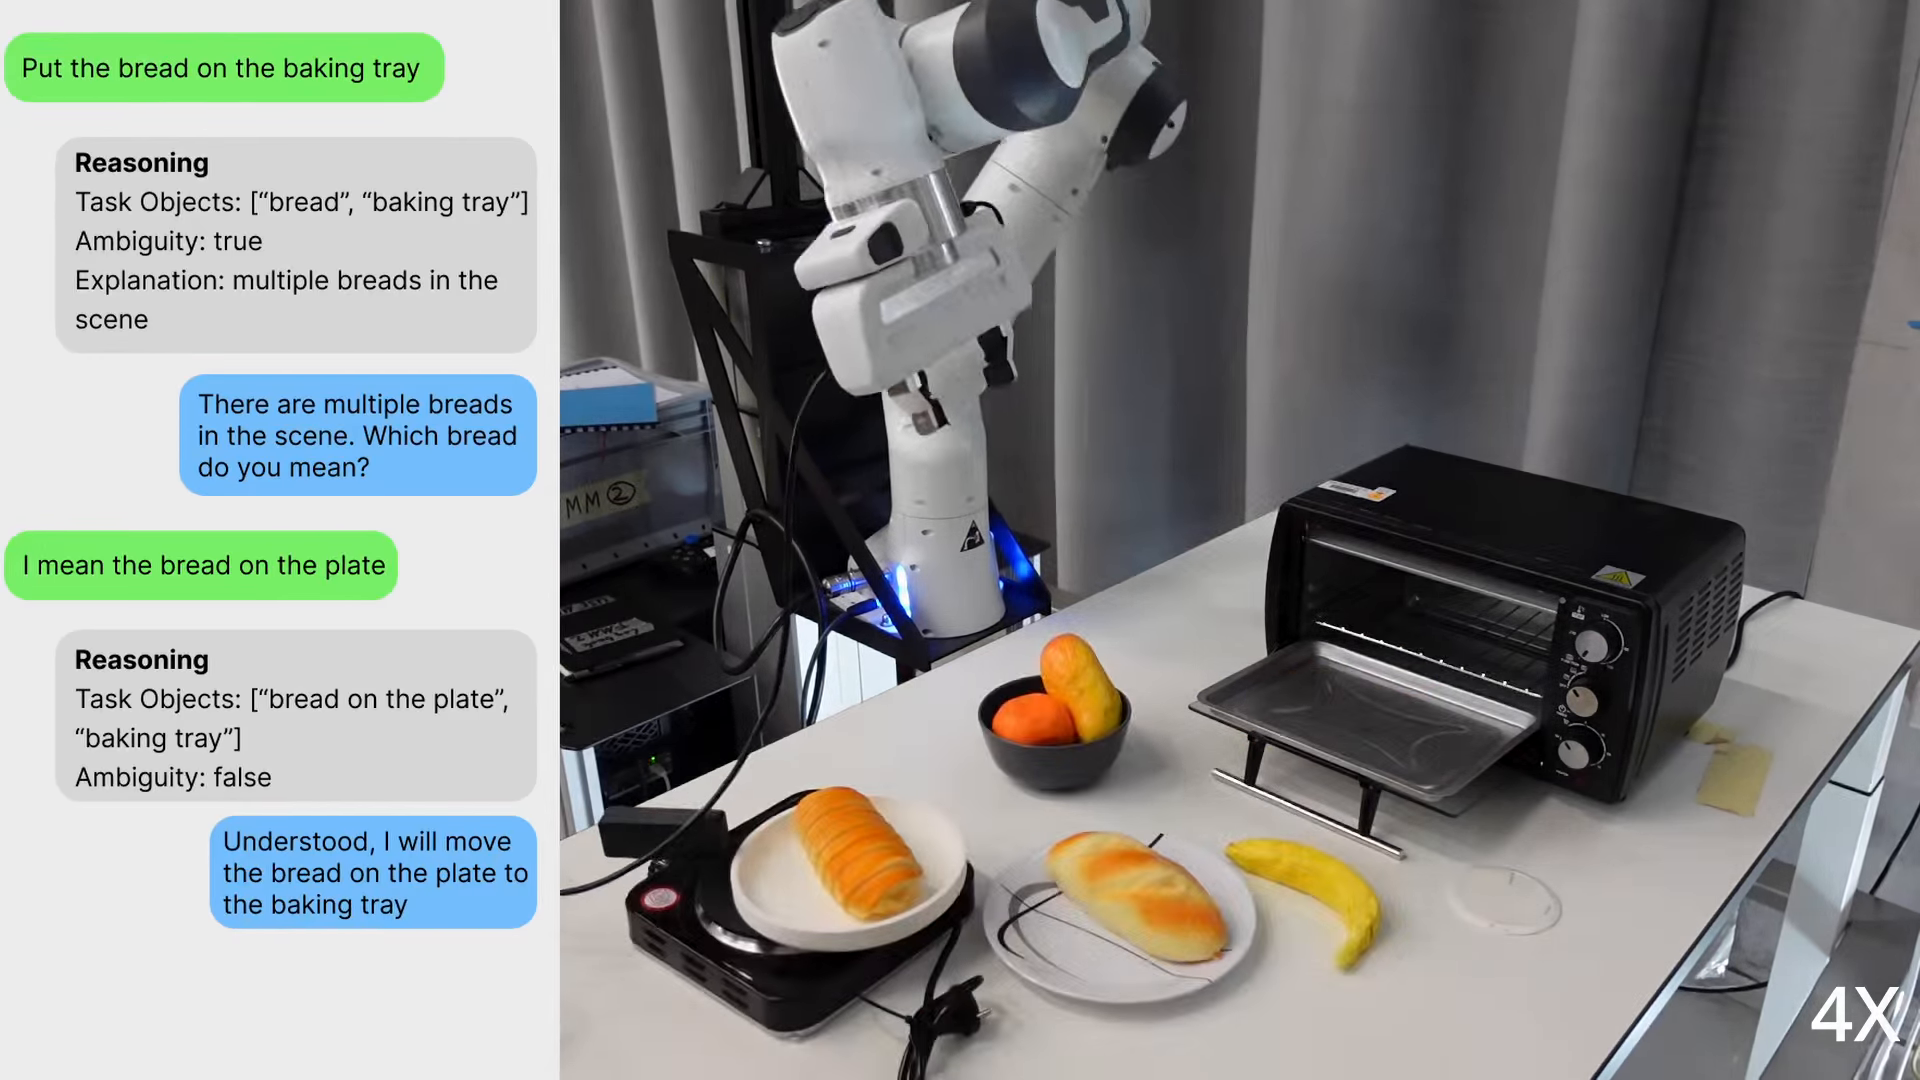 Put the bread on the baking tray
Reasoning
Task Objects: [“bread”, “baking tray”]
Ambiguity: true
Explanation: multiple breads in the
scene
There are multiple breads
in the scene. Which bread
do you mean?
I mean the bread on the plate
Reasoning
Task Objects: [“bread on the plate”,
“baking tray”]
Ambiguity: false
Understood, I will move
the bread on the plate to
the baking tray
MM ②
4X